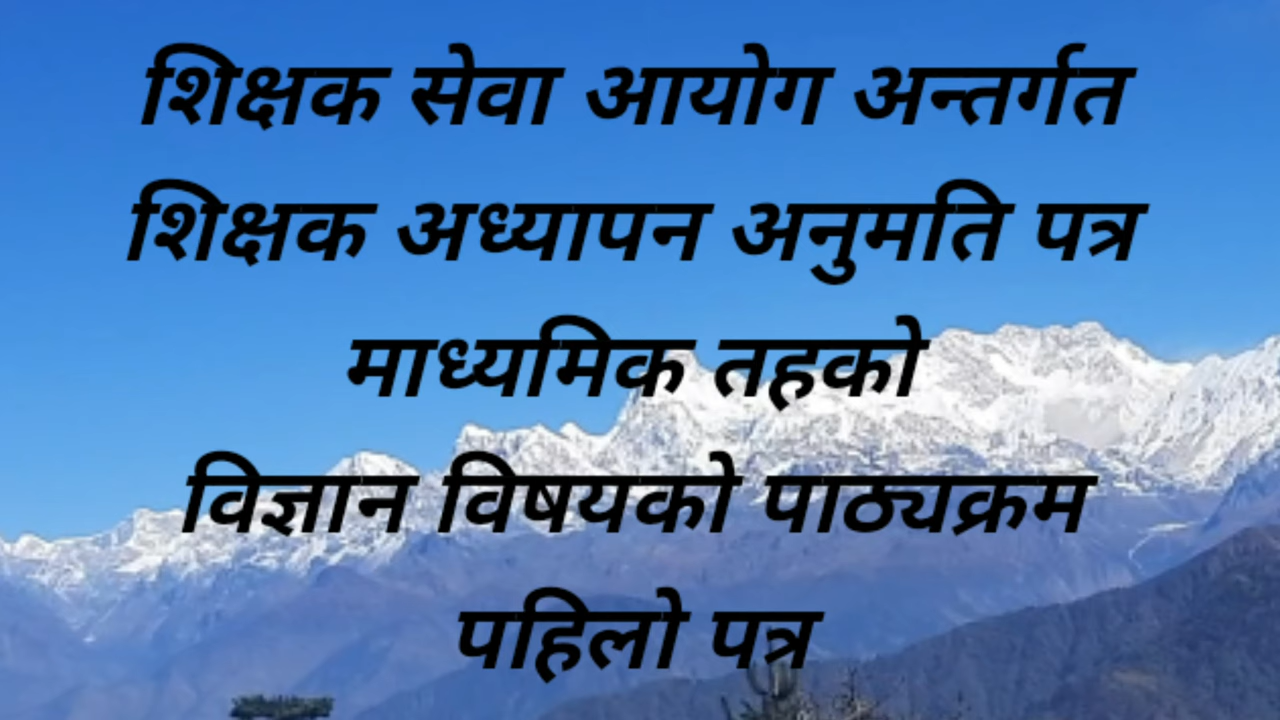 शिक्षक सेवा आयोग अन्तर्गत
शिक्षक अध्यापन अनुमति पत्र
माध्यमिक तहको
विज्ञान विषयको पाठ्यक्रम
पहिलो पत्र